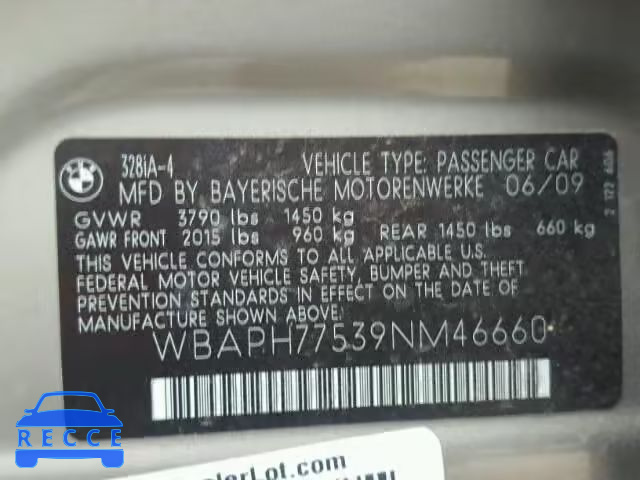 328iA-4 VEHICLE TYPE: PASSENGER CAR
MFD BY BAYERISCHE MOTORENWERKE 06/09
GVWR 3790 lbs 1450 kg
GAWR FRONT 2015 lbs 960 kg REAR 1450 lbs 660 kg
THIS VEHICLE CONFORMS TO ALL APPLICABLE U.S.
FEDERAL MOTOR VEHICLE SAFETY, BUMPER AND THEFT
PREVENTION STANDARDS IN EFFECT ON THE DATE OF
MANUFACTURE SHOWN ABOVE:
WBAPH77539NM46660
RECCE